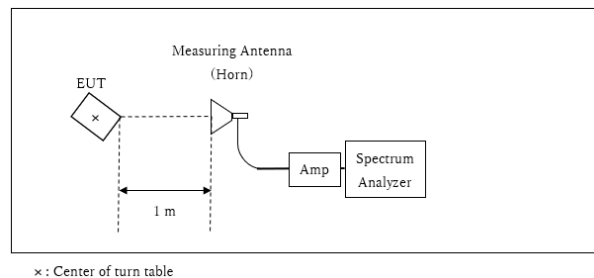 Measuring Antenna
(Horn)
EUT
×
Amp
Spectrum
Analyzer
1 m
× : Center of turn table